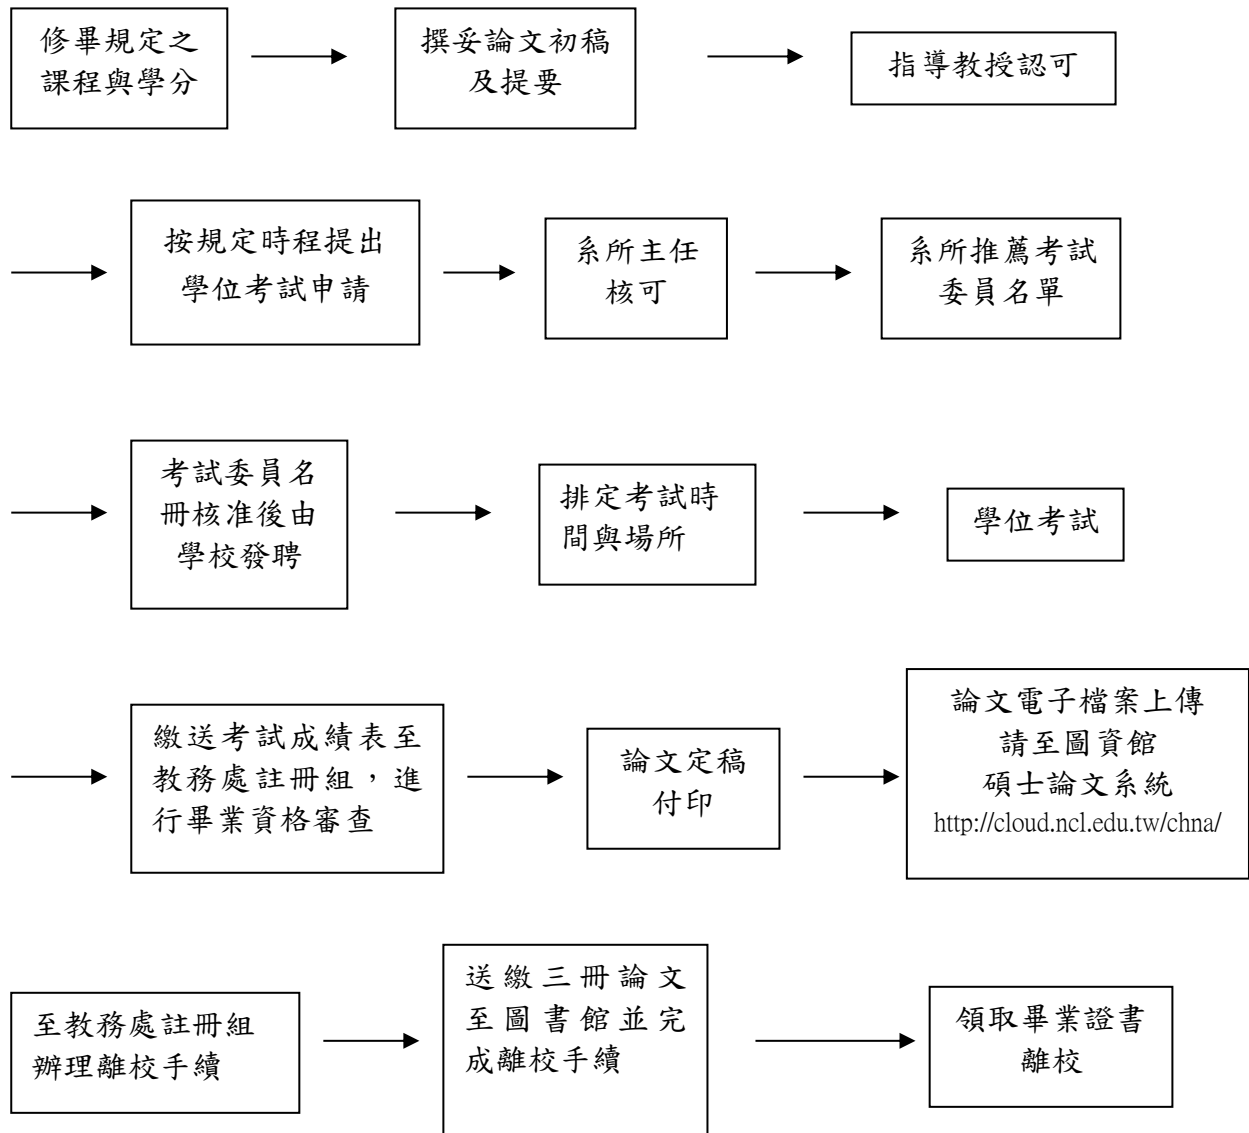 修畢規定之
課程與學分
撰妥論文初稿
及提要
指導教授認可
按規定時程提出
學位考試申請
系所主任
核可
系所推薦考試
委員名單
考試委員名
冊核准後由
學校發聘
排定考試時
間與場所
學位考試
繳送考試成績表至
教務處註冊組，進
行畢業資格審查
論文定稿
付印
論文電子檔案上傳
請至圖資館
碩士論文系統
http://cloud.ncl.edu.tw/chna/
至教務處註冊組
辦理離校手續
送繳三冊論文
至圖書館並完
成離校手續
領取畢業證書
離校